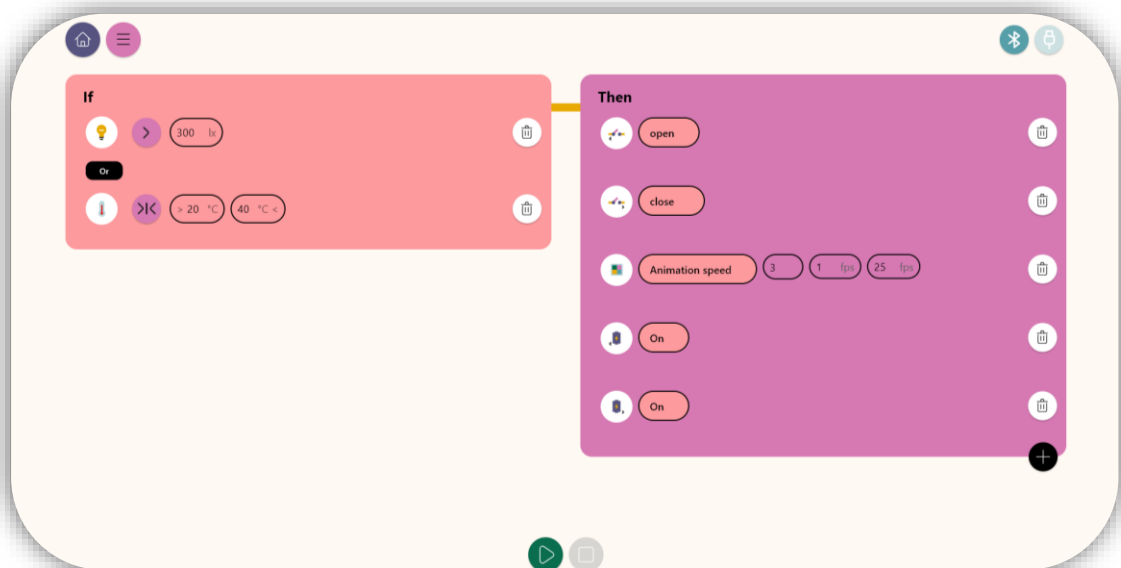 If
Then
> 300 lx
open
Or
close
>|< > 20 °C 40 °C <
Animation speed 3 1 fps 25 fps
On
On